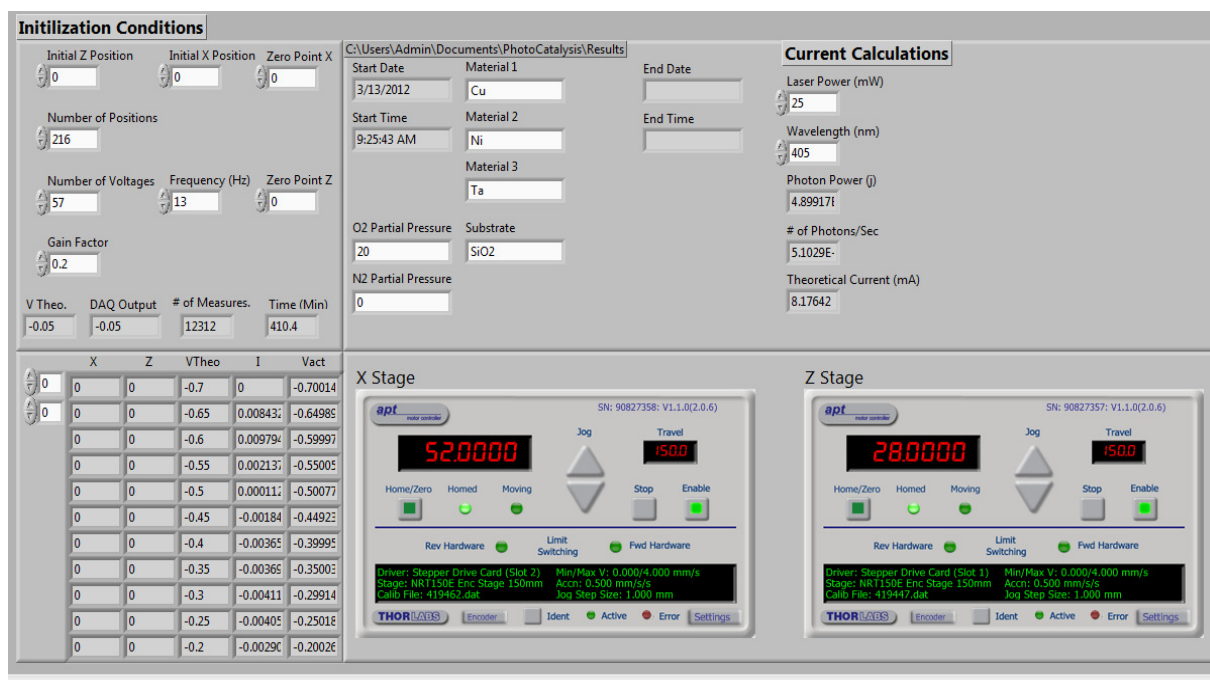 Initilization Conditions
Initial Z Position Initial X Position Zero Point X
0 0 0
Number of Positions
216
Number of Voltages Frequency (Hz) Zero Point Z
57 13 0
Gain Factor
0.2
V Theo. DAQ Output # of Measures. Time (Min)
-0.05 -0.05 12312 410.4
C:\Users\Admin\Documents\PhotoCatalysis\Results
Start Date Material 1 End Date
3/13/2012 Cu
Start Time Material 2 End Time
9:25:43 AM Ni
Material 3
Ta
O2 Partial Pressure Substrate
20 SiO2
N2 Partial Pressure
0
Current Calculations
Laser Power (mW)
25
Wavelength (nm)
405
Photon Power (j)
4.89917E
# of Photons/Sec
5.1029E-
Theoretical Current (mA)
8.17642
X Z VTheo I Vact
0 0 0 -0.7 0 -0.70014
0 0 0 -0.65 0.008432 -0.64989
0 0 -0.6 0.009794 -0.59997
0 0 -0.55 0.002137 -0.55005
0 0 -0.5 0.000112 -0.50077
0 0 -0.45 -0.00184 -0.44923
0 0 -0.4 -0.00365 -0.39995
0 0 -0.35 -0.00369 -0.35003
0 0 -0.3 -0.00411 -0.29914
0 0 -0.25 -0.00405 -0.25018
0 0 -0.2 -0.00290 -0.20026
X Stage
apt motor controller SN: 90827358: V1.1.0(2.0.6)
52.0000 Jog Travel
150.0
Home/Zero Homed Moving Stop Enable
Rev Hardware Limit Switching Fwd Hardware
Driver: Stepper Drive Card (Slot 2) Min/Max V: 0.000/4.000 mm/s
Stage: NRT150E Enc Stage 150mm Accn: 0.500 mm/s/s
Calib File: 419462.dat Jog Step Size: 1.000 mm
THORLABS Encoder Ident Active Error Settings
Z Stage
apt motor controller SN: 90827357: V1.1.0(2.0.6)
28.0000 Jog Travel
150.0
Home/Zero Homed Moving Stop Enable
Rev Hardware Limit Switching Fwd Hardware
Driver: Stepper Drive Card (Slot 1) Min/Max V: 0.000/4.000 mm/s
Stage: NRT150E Enc Stage 150mm Accn: 0.500 mm/s/s
Calib File: 419447.dat Jog Step Size: 1.000 mm
THORLABS Encoder Ident Active Error Settings